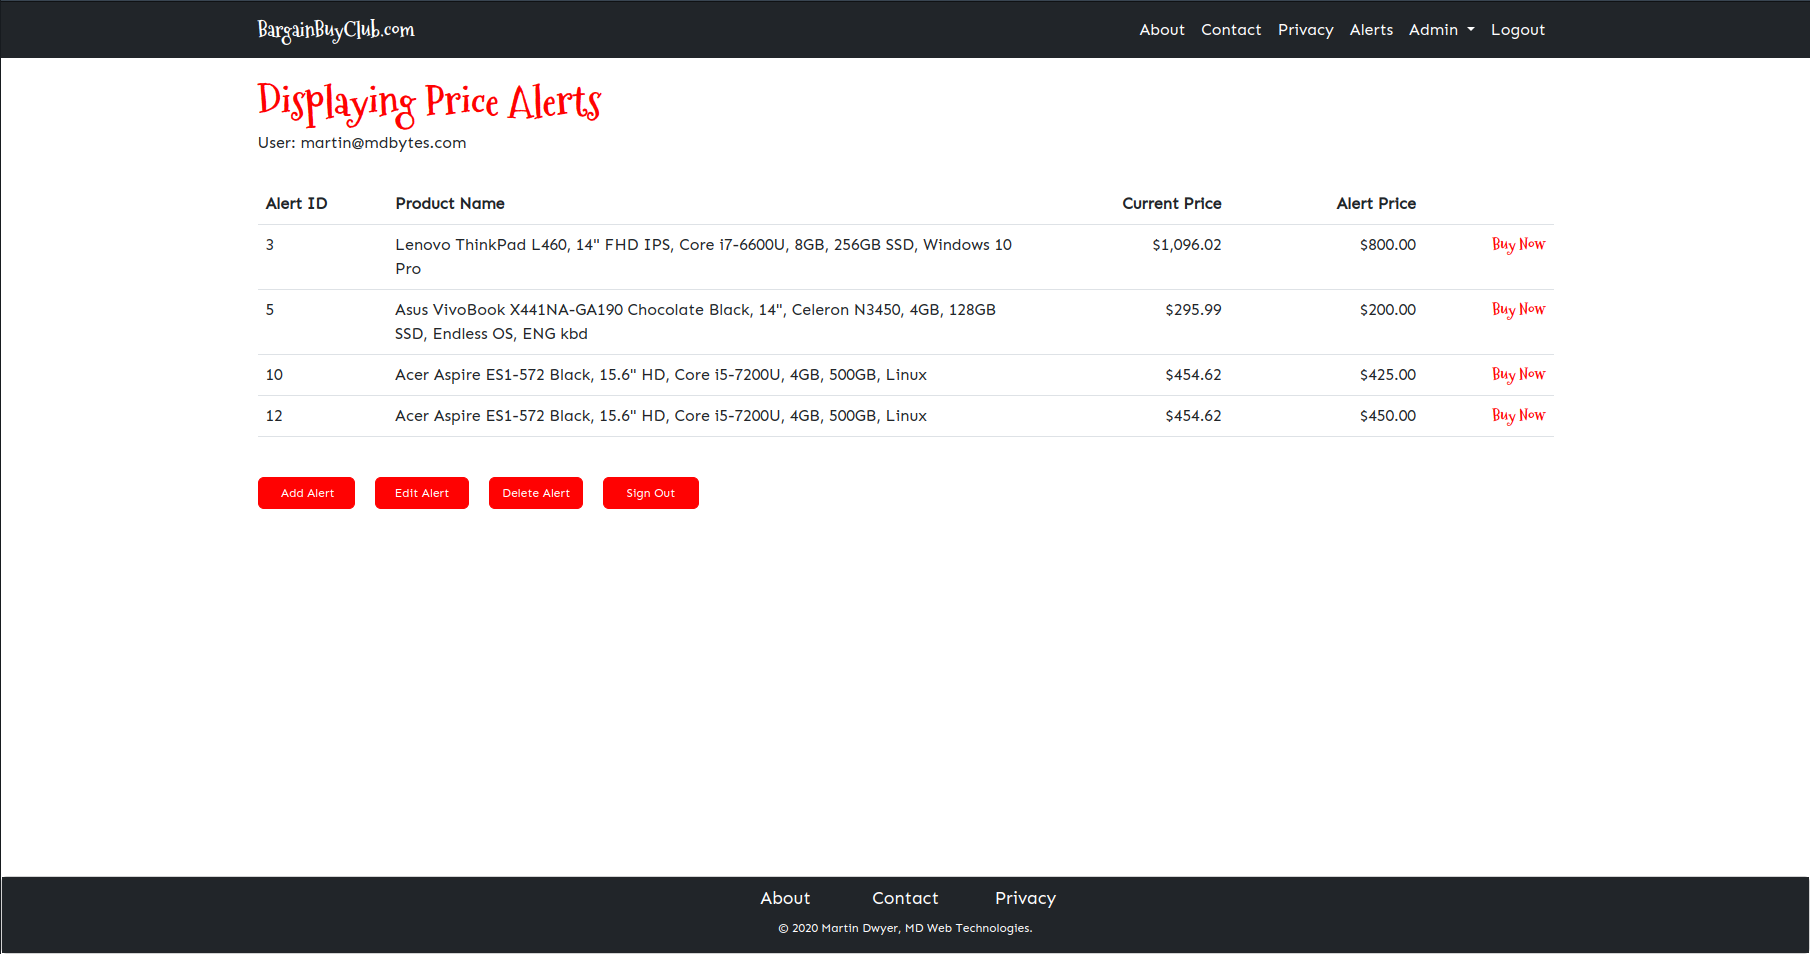 BargainBuyClub.com About Contact Privacy Alerts Admin Logout
Displaying Price Alerts
User: martin@mdbytes.com
Alert ID Product Name Current Price Alert Price
3 Lenovo ThinkPad L460, 14" FHD IPS, Core i7-6600U, 8GB, 256GB SSD, Windows 10 $1,096.02 $800.00 Buy Now
Pro
5 Asus VivoBook X441NA-GA190 Chocolate Black, 14", Celeron N3450, 4GB, 128GB $295.99 $200.00 Buy Now
SSD, Endless OS, ENG kbd
10 Acer Aspire ES1-572 Black, 15.6" HD, Core i5-7200U, 4GB, 500GB, Linux $454.62 $425.00 Buy Now
12 Acer Aspire ES1-572 Black, 15.6" HD, Core i5-7200U, 4GB, 500GB, Linux $454.62 $450.00 Buy Now
Add Alert Edit Alert Delete Alert Sign Out
About Contact Privacy
© 2020 Martin Dwyer, MD Web Technologies.